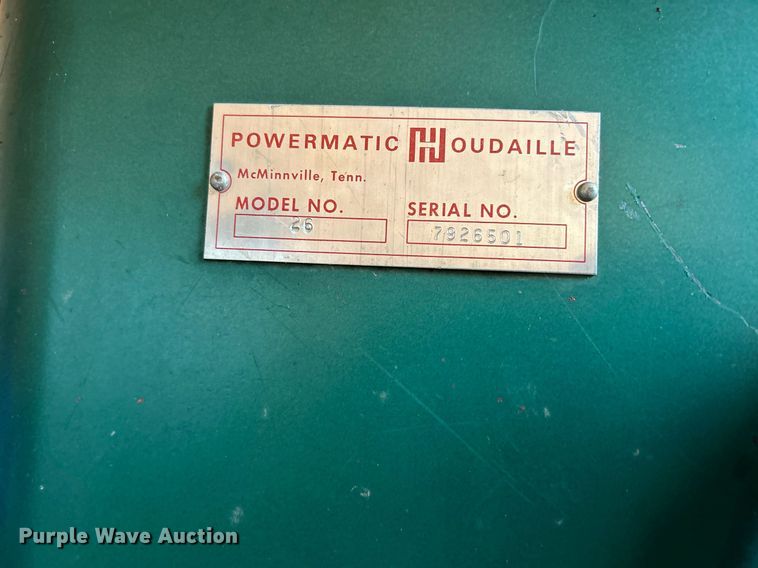 POWERMATIC HOUDAILLE
McMinnville, Tenn.
MODEL NO. SERIAL NO.
26 7926501
Purple Wave Auction